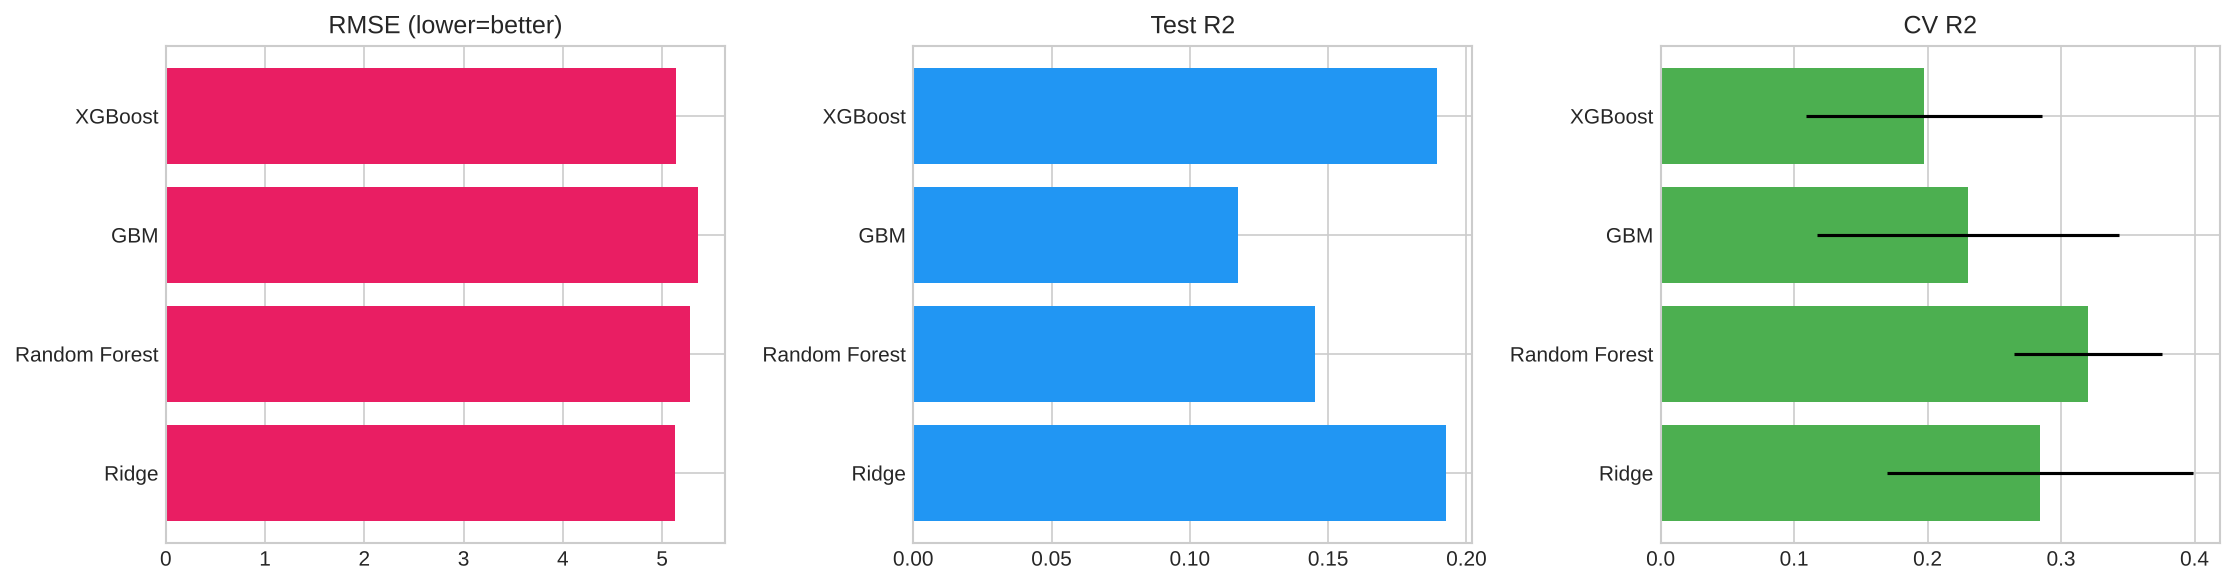 RMSE (lower=better)
XGBoost
GBM
Random Forest
Ridge
0 1 2 3 4 5
Test R2
XGBoost
GBM
Random Forest
Ridge
0.00 0.05 0.10 0.15 0.20
CV R2
XGBoost
GBM
Random Forest
Ridge
0.0 0.1 0.2 0.3 0.4